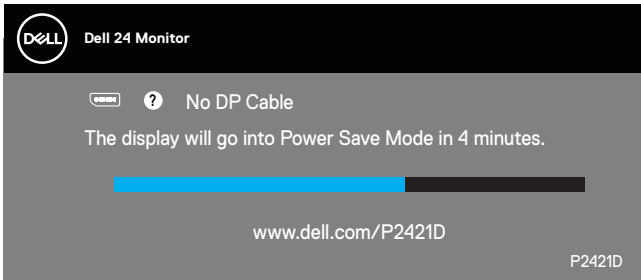 DELL
Dell 24 Monitor
? No DP Cable
The display will go into Power Save Mode in 4 minutes.
www.dell.com/P2421D
P2421D